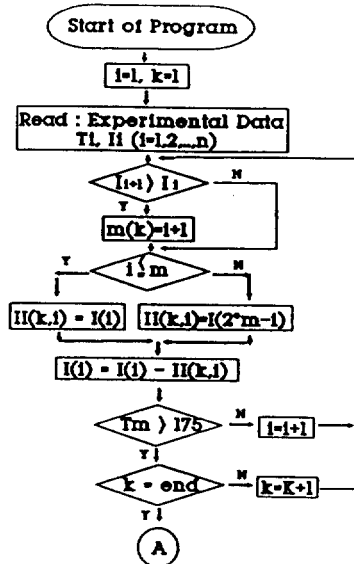 Start of Program
i=1, k=1
Read : Experimental Data
Ti, Ii (i=1,2,...,n)
Ii+1 > Ii
N
Y
m(k)=i+1
Y
i ≤ m
N
II(k,i) = I(i)
II(k,i)=I(2*m-i)
I(i) = I(i) - II(k,i)
Tm > 175
N
i=i+1
Y
k = end
N
k=K+1
Y
A